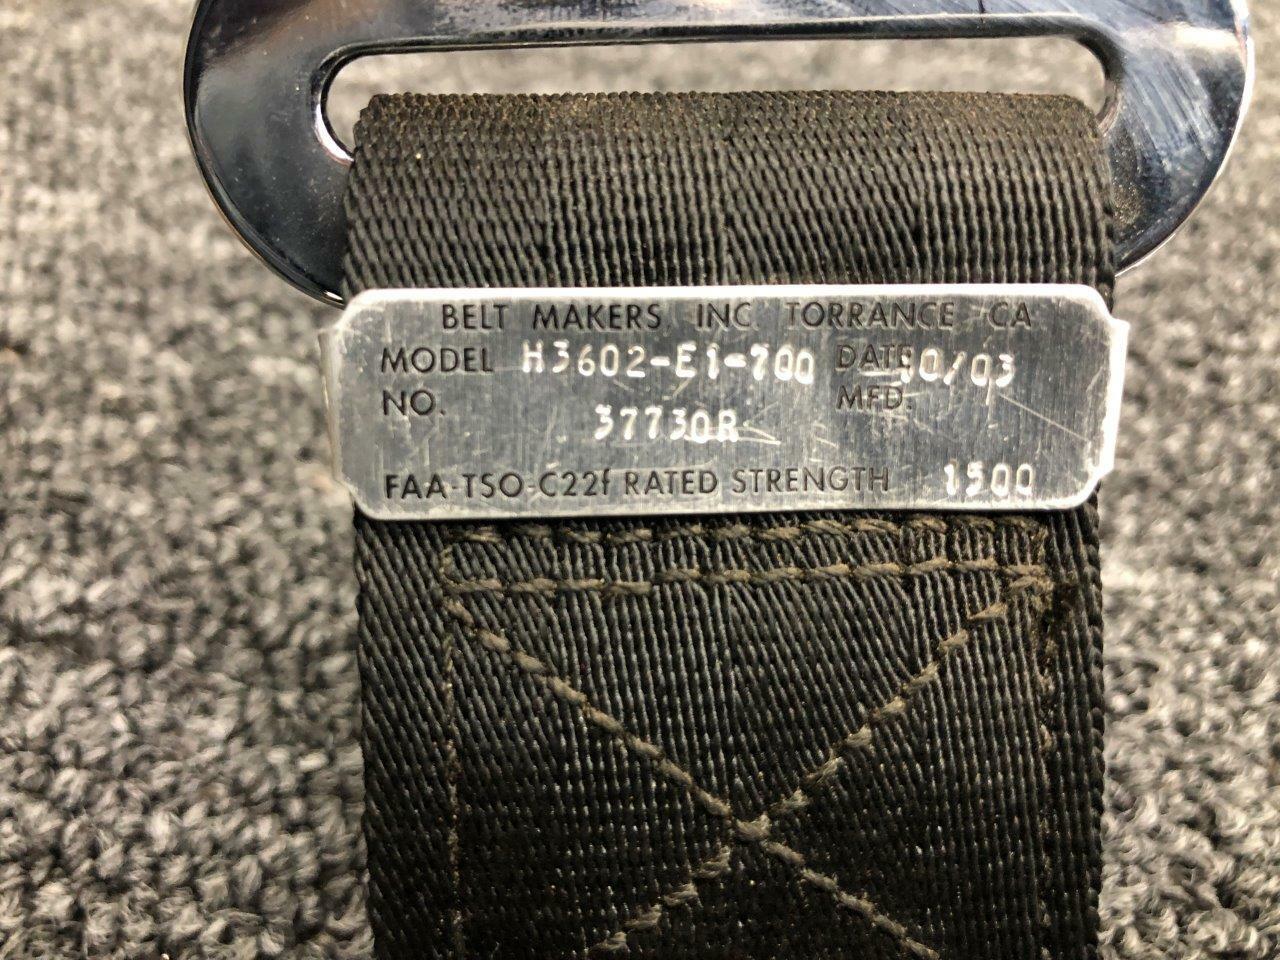 BELT MAKERS, INC. TORRANCE CA
MODEL H3602-E1-700 DATE 10/03
NO. MFD.
37730R
FAA-TSO-C22f RATED STRENGTH 1500